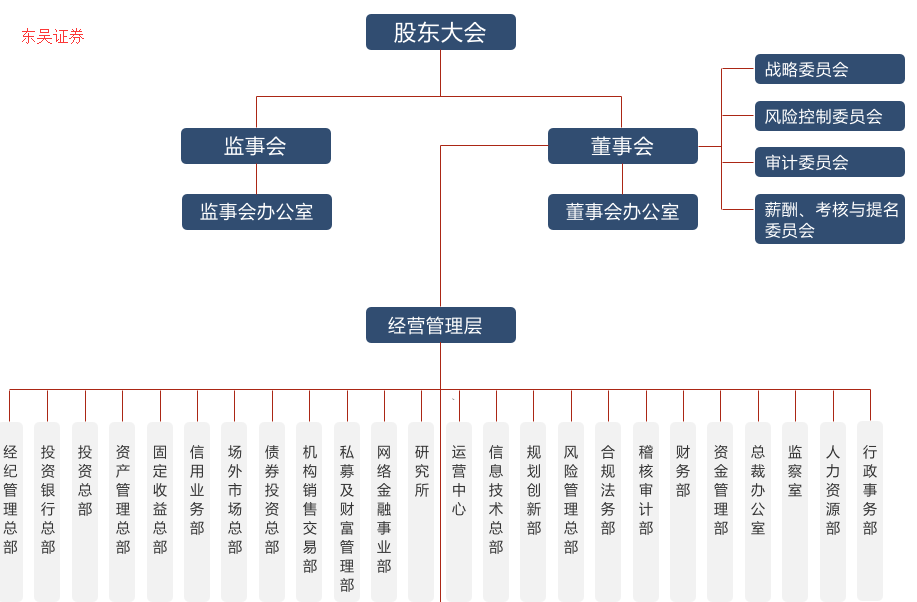 东吴证券
股东大会
监事会
董事会
监事会办公室
董事会办公室
战略委员会
风险控制委员会
审计委员会
薪酬、考核与提名
委员会
经营管理层
经纪管理总部
投资银行总部
投资总部
资产管理总部
固定收益总部
信用业务部
场外市场总部
债券投资总部
机构销售交易部
私募及财富管理部
网络金融事业部
研究所
运营中心
信息技术总部
规划创新部
风险管理总部
合规法务部
稽核审计部
财务部
资金管理部
总裁办公室
监察室
人力资源部
行政事务部